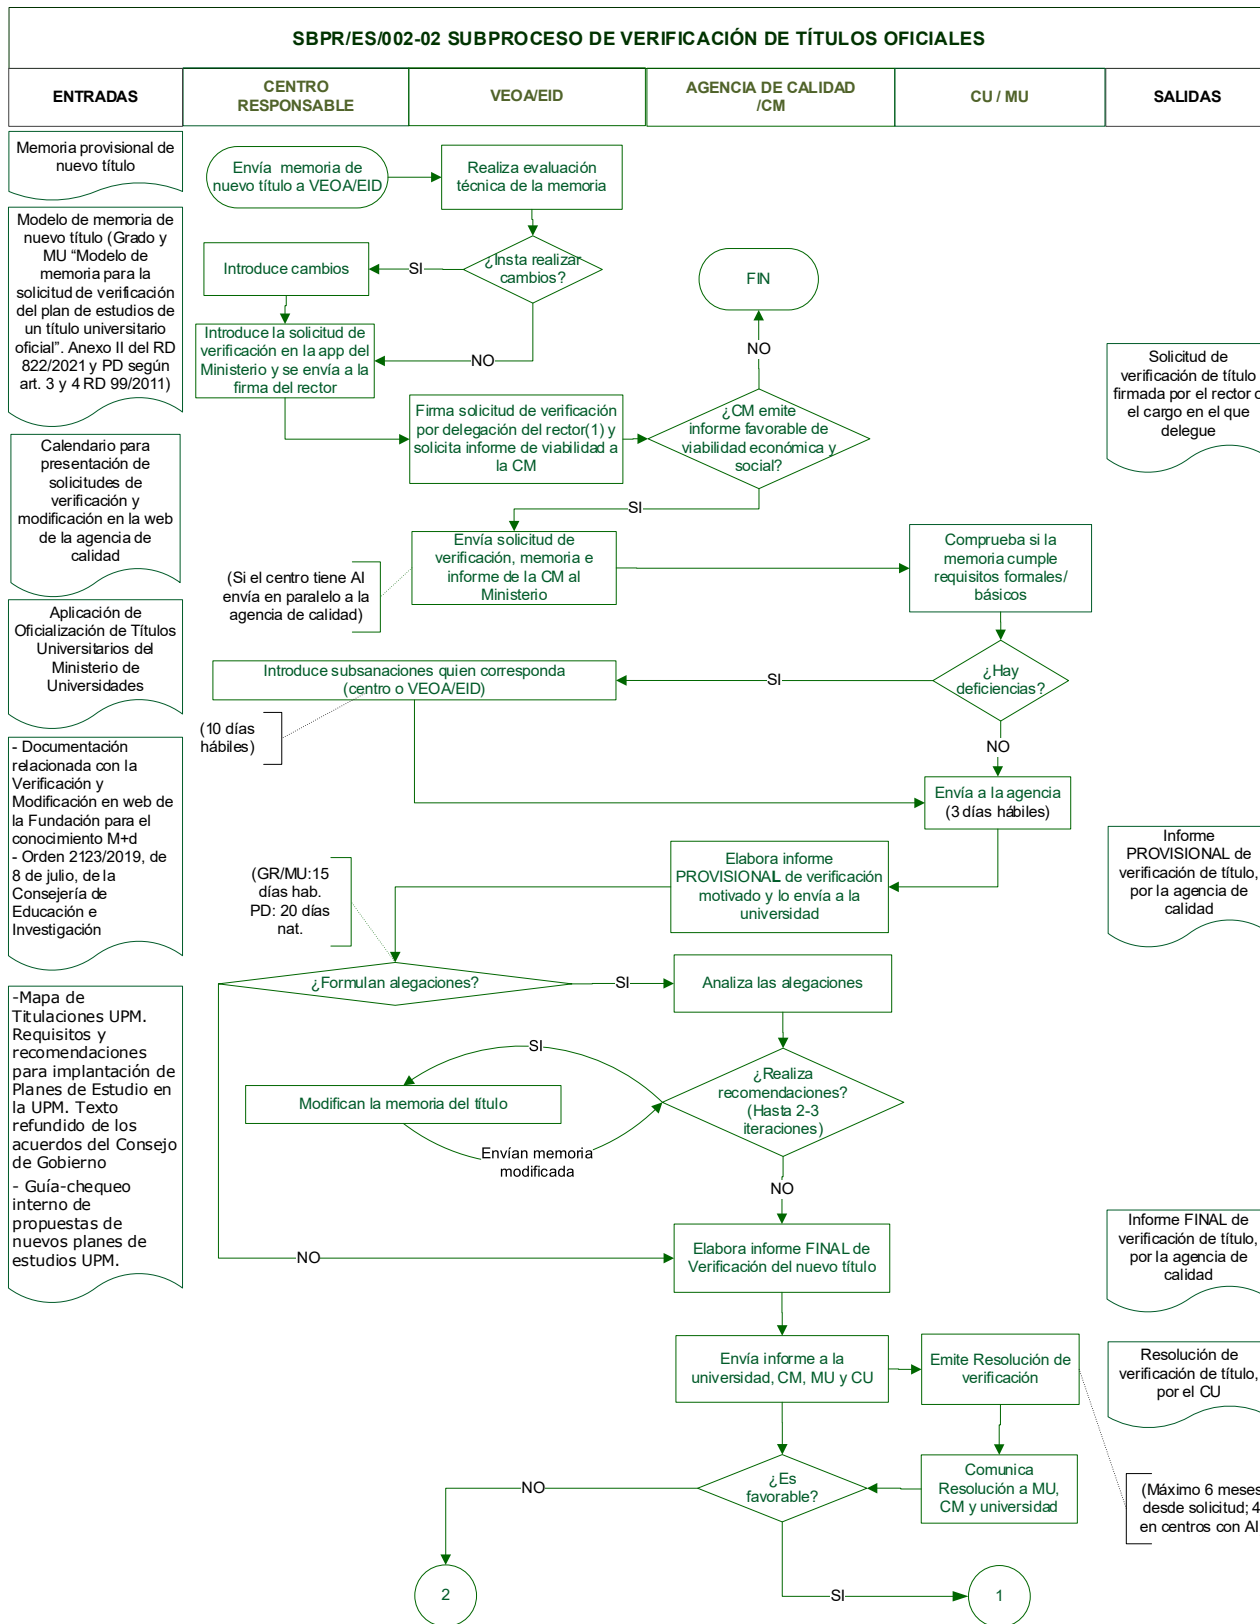 SBPR/ES/002-02 SUBPROCESO DE VERIFICACIÓN DE TÍTULOS OFICIALES
ENTRADAS
CENTRO
RESPONSABLE
VEOA/EID
AGENCIA DE CALIDAD
/CM
CU / MU
SALIDAS
Memoria provisional de
nuevo título
Envía memoria de
nuevo título a VEOA/EID
Realiza evaluación
técnica de la memoria
Modelo de memoria de
nuevo título (Grado y
MU “Modelo de
memoria para la
solicitud de verificación
del plan de estudios de
un título universitario
oficial”. Anexo II del RD
822/2021 y PD según
art. 3 y 4 RD 99/2011)
Introduce cambios
SI
¿Insta realizar
cambios?
FIN
Introduce la solicitud de
verificación en la app del
Ministerio y se envía a la
firma del rector
NO
NO
Solicitud de
verificación de título
firmada por el rector o
el cargo en el que
delegue
Firma solicitud de verificación
por delegación del rector(1) y
solicita informe de viabilidad a
la CM
¿CM emite
informe favorable de
viabilidad económica y
social?
Calendario para
presentación de
solicitudes de
verificación y
modificación en la web
de la agencia de
calidad
SI
Envía solicitud de
verificación, memoria e
informe de la CM al
Ministerio
Comprueba si la
memoria cumple
requisitos formales/
básicos
(Si el centro tiene AI
envía en paralelo a la
agencia de calidad)
Aplicación de
Oficialización de Títulos
Universitarios del
Ministerio de
Universidades
Introduce subsanaciones quien corresponda
(centro o VEOA/EID)
SI
¿Hay
deficiencias?
(10 días
hábiles)
NO
- Documentación
relacionada con la
Verificación y
Modificación en web de
la Fundación para el
conocimiento M+d
- Orden 2123/2019, de
8 de julio, de la
Consejería de
Educación e
Investigación
Envía a la agencia
(3 días hábiles)
Informe
PROVISIONAL de
verificación de título,
por la agencia de
calidad
Elabora informe
PROVISIONAL de verificación
motivado y lo envía a la
universidad
(GR/MU:15
días hab.
PD: 20 días
nat.
¿Formulan alegaciones?
SI
Analiza las alegaciones
-Mapa de
Titulaciones UPM.
Requisitos y
recomendaciones
para implantación de
Planes de Estudio en
la UPM. Texto
refundido de los
acuerdos del Consejo
de Gobierno
- Guía-chequeo
interno de
propuestas de
nuevos planes de
estudios UPM.
SI
¿Realiza
recomendaciones?
(Hasta 2-3
iteraciones)
Modifican la memoria del título
Envían memoria
modificada
NO
Informe FINAL de
verificación de título,
por la agencia de
calidad
NO
Elabora informe FINAL de
Verificación del nuevo título
Envía informe a la
universidad, CM, MU y CU
Emite Resolución de
verificación
Resolución de
verificación de título,
por el CU
NO
¿Es
favorable?
Comunica
Resolución a MU,
CM y universidad
(Máximo 6 meses
desde solicitud; 4
en centros con AI
2
SI
1